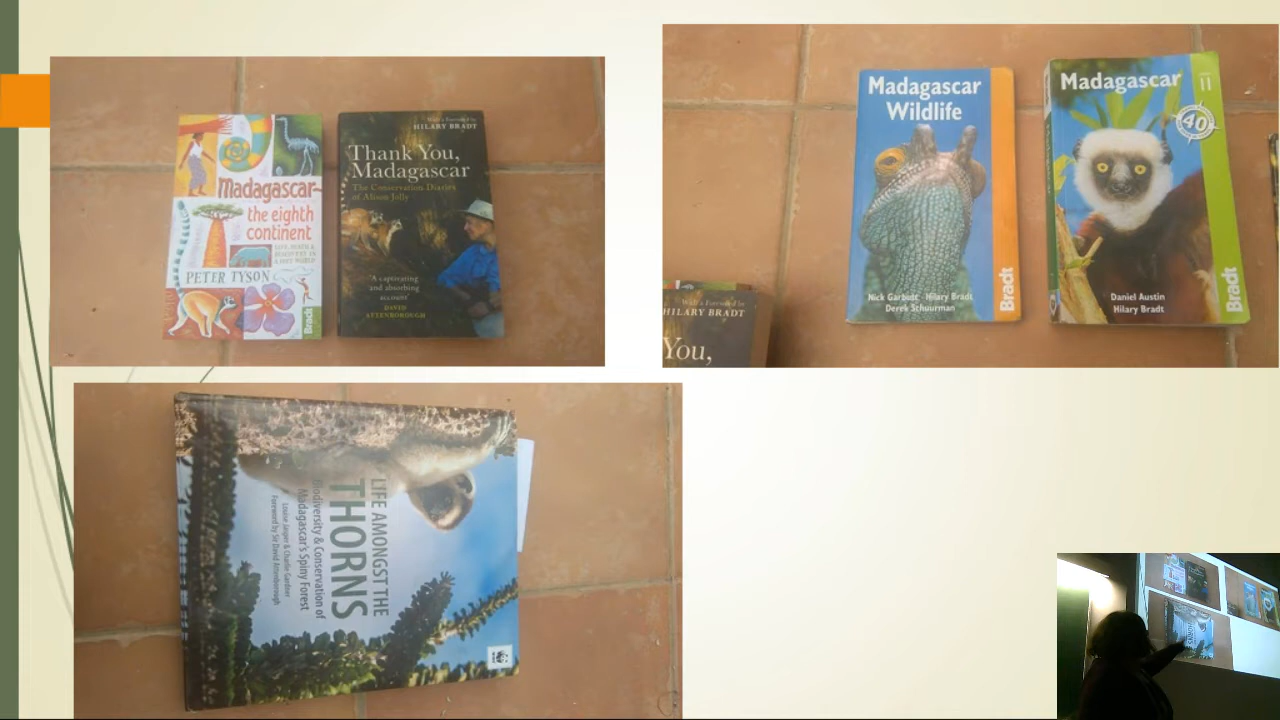 Madagascar
the eighth
continent
LIFE, DEATH &
DISCOVERY IN
A LOST WORLD
PETER TYSON
Bradt
With a Foreword by
HILARY BRADT
Thank You,
Madagascar
The Conservation Diaries
of Alison Jolly
'A captivating
and absorbing
account'
DAVID
ATTENBOROUGH
Madagascar
Wildlife
Nick Garbutt Hilary Bradt
Derek Schuurman
Bradt
Madagascar
11
40
Daniel Austin
Hilary Bradt
Bradt
With a Foreword by
HILARY BRADT
You,
LIFE AMONGST THE
THORNS
Biodiversity & Conservation of
Madagascar's Spiny Forest
Louise Jasper & Charlie Gardner
Foreword by Sir David Attenborough
WWF